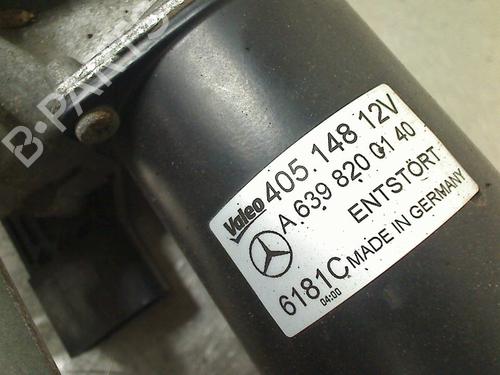 Valeo 405.148 12V
A 639 820 01 40
ENTSTÖRT
6181C MADE IN GERMANY
04:00
B-PARTS